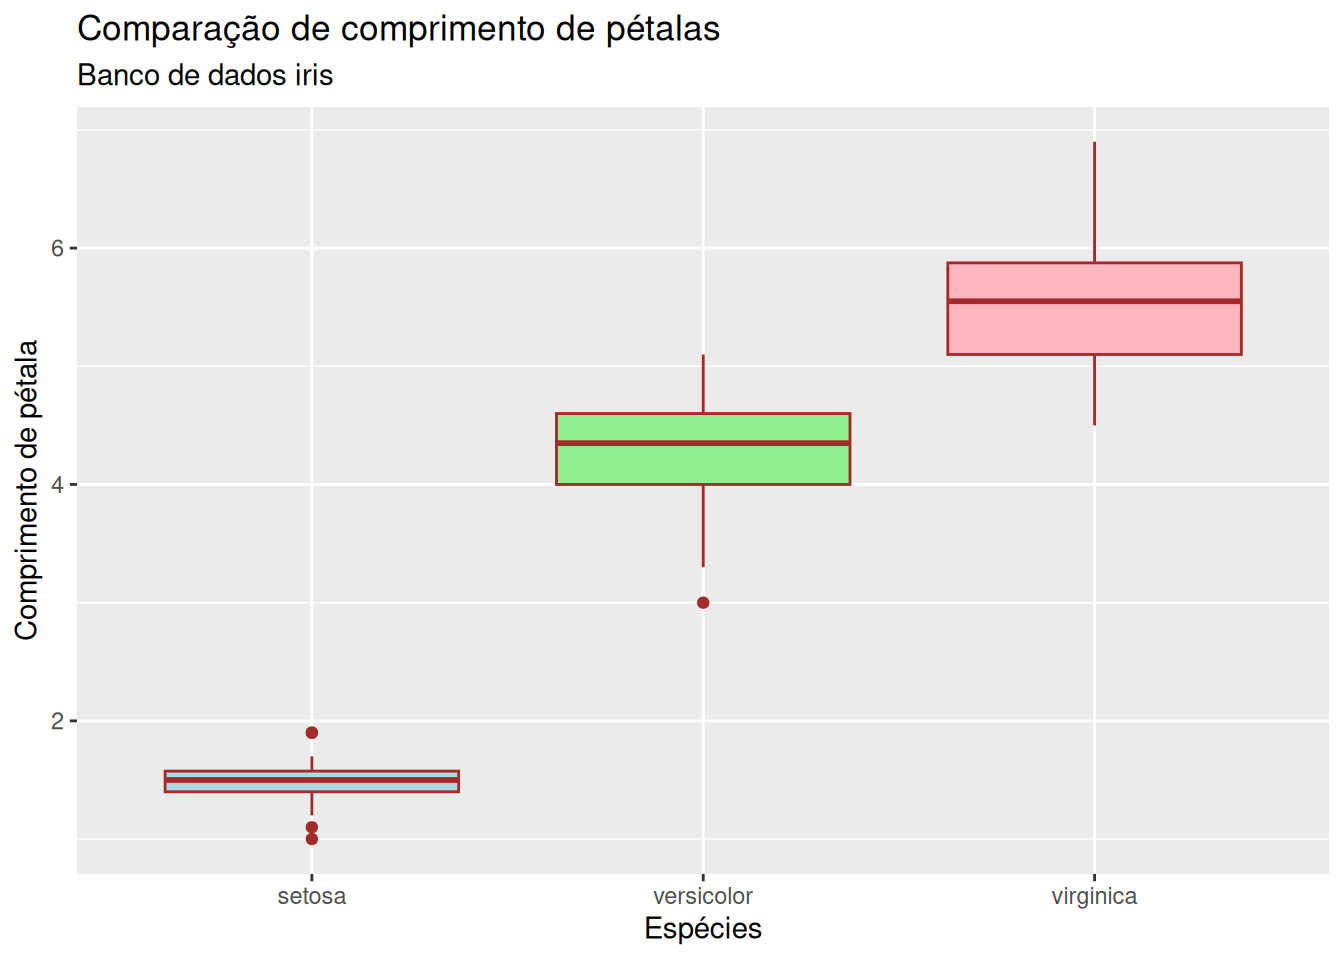 Comparação de comprimento de pétalas
Banco de dados iris
Comprimento de pétala
6
4
2
setosa
versicolor
virginica
Espécies